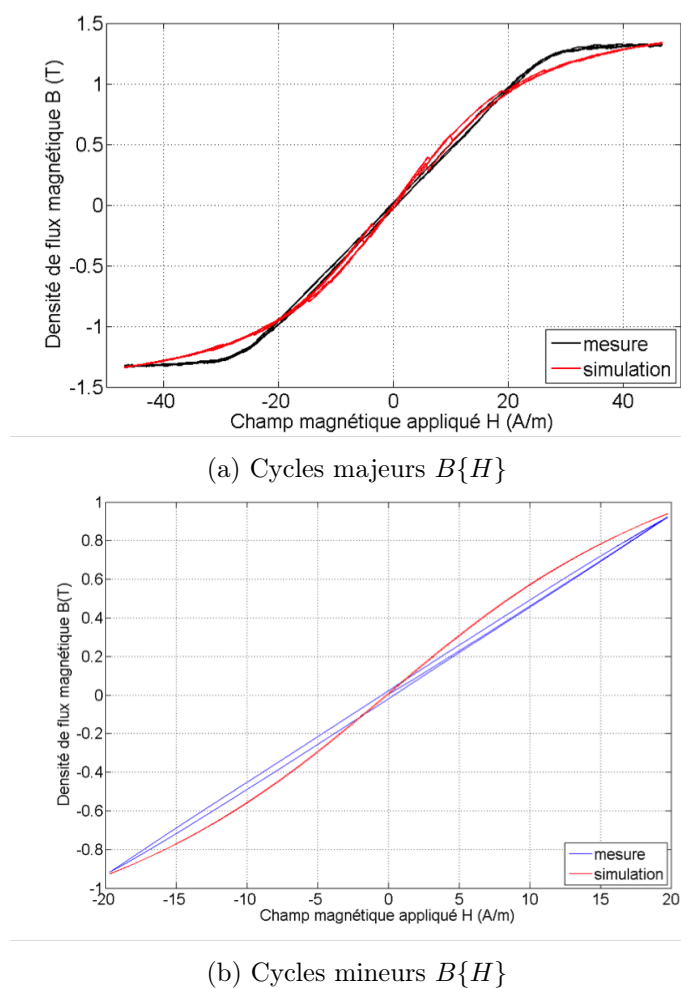 1.5
1
0.5
0
-0.5
-1
-1.5
Densité de flux magnétique B (T)
mesure
simulation
-40 -20 0 20 40
Champ magnétique appliqué H (A/m)
(a) Cycles majeurs B{H}
1
0.8
0.6
0.4
0.2
0
-0.2
-0.4
-0.6
-0.8
-1
Densité de flux magnétique B(T)
mesure
simulation
-20 -15 -10 -5 0 5 10 15 20
Champ magnétique appliqué H (A/m)
(b) Cycles mineurs B{H}